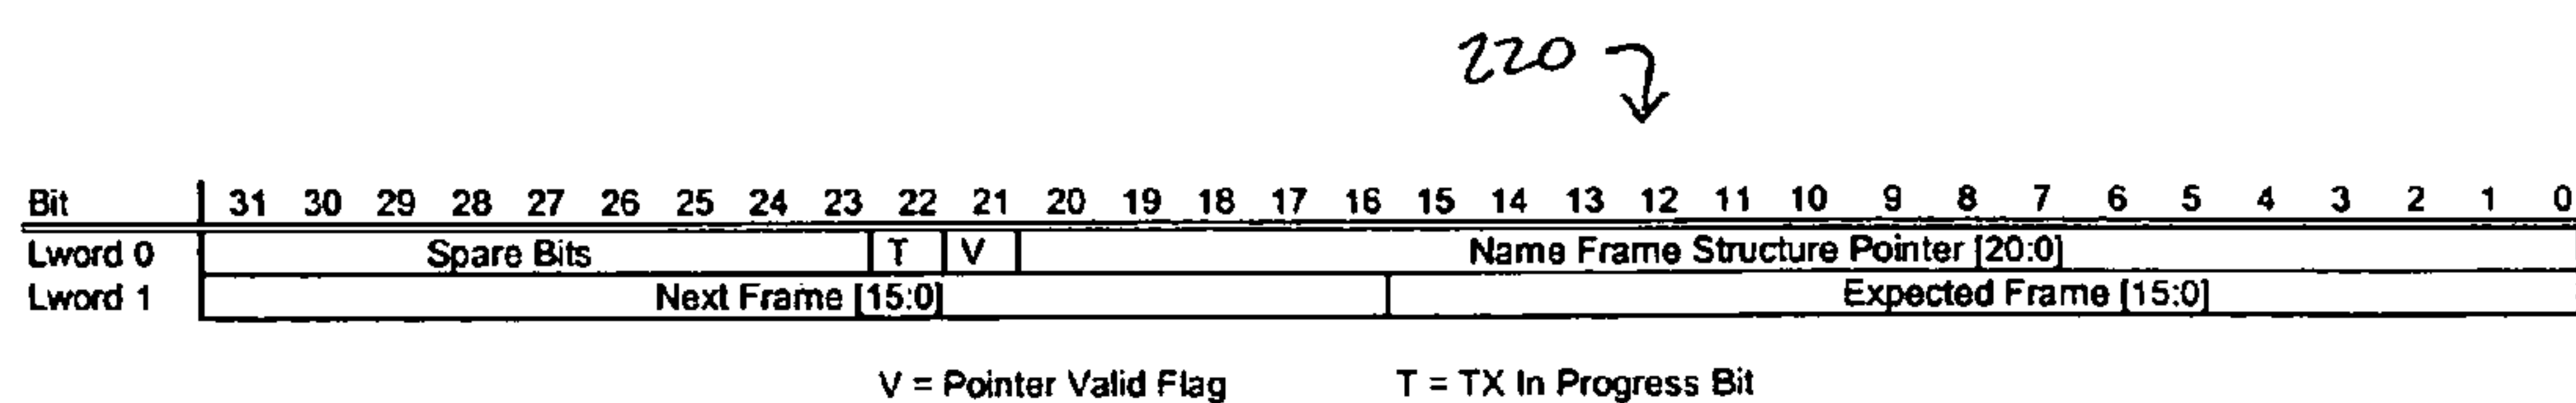 220
Bit 31 30 29 28 27 26 25 24 23 22 21 20 19 18 17 16 15 14 13 12 11 10 9 8 7 6 5 4 3 2 1 0
Lword 0 Spare Bits T V Name Frame Structure Pointer [20:0]
Lword 1 Next Frame [15:0] Expected Frame [15:0]
V = Pointer Valid Flag T = TX In Progress Bit